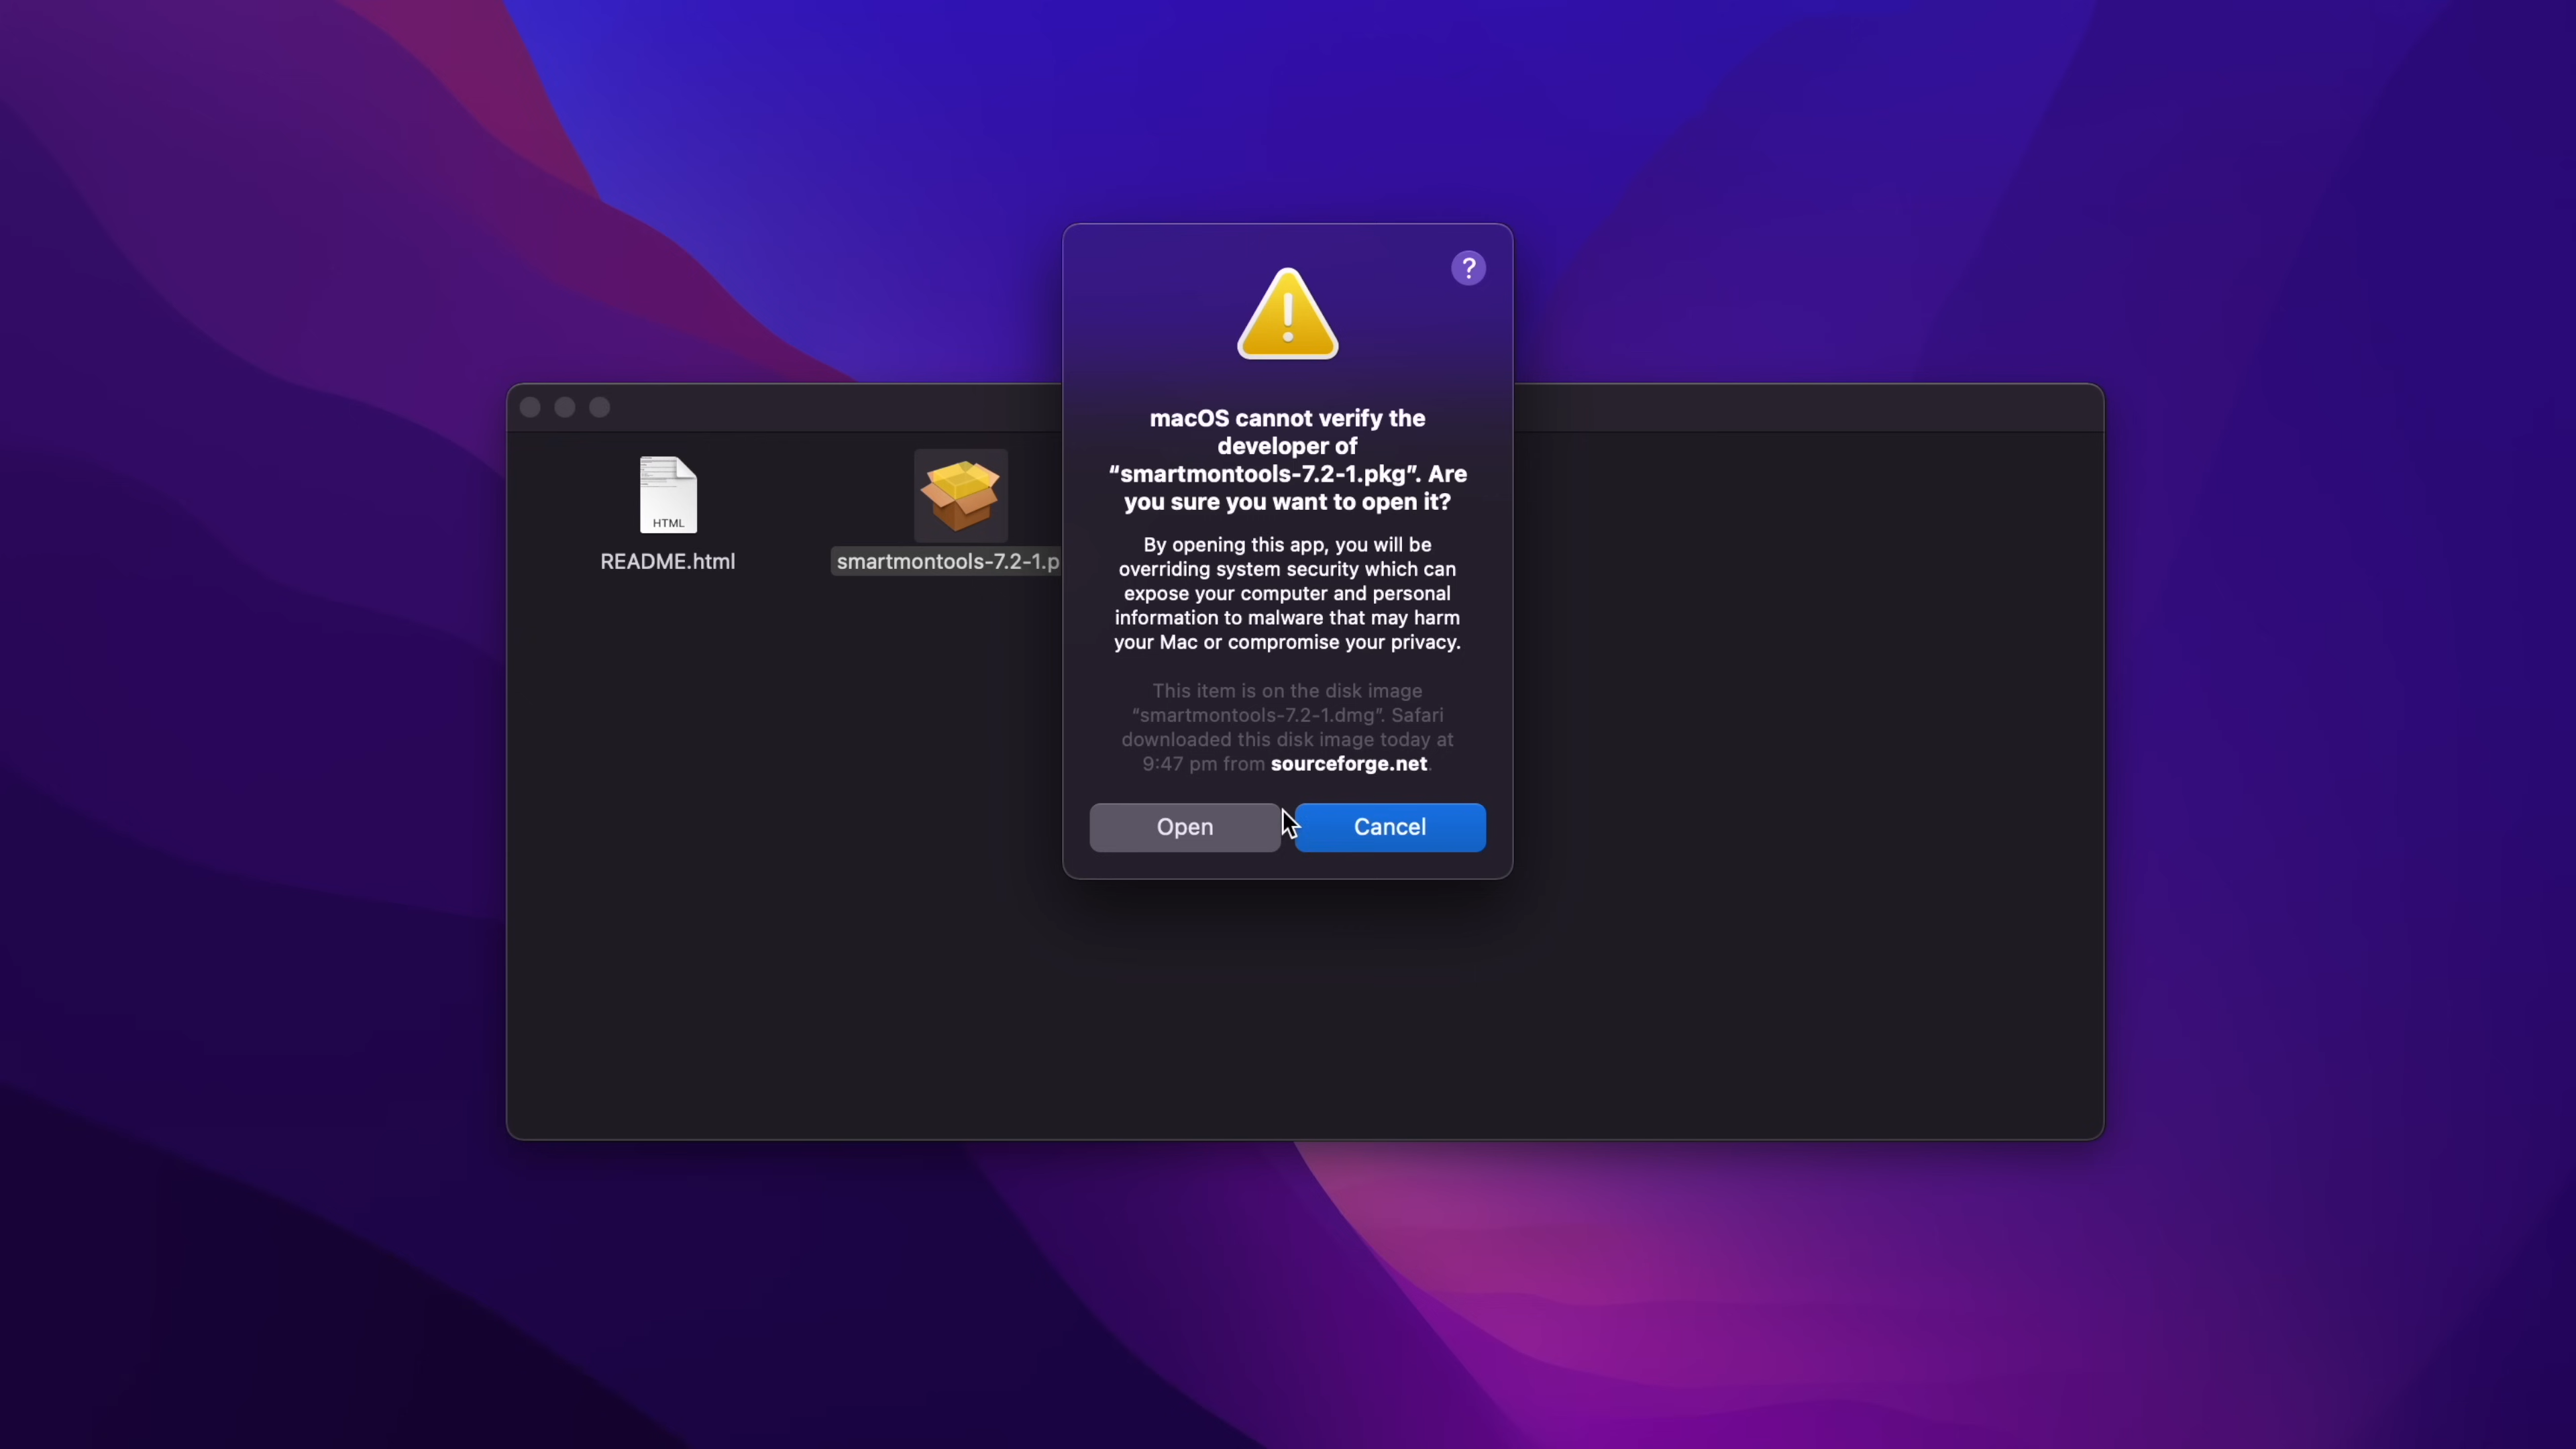 ?
macOS cannot verify the
developer of
“smartmontools-7.2-1.pkg”. Are
you sure you want to open it?
By opening this app, you will be
overriding system security which can
expose your computer and personal
information to malware that may harm
your Mac or compromise your privacy.
This item is on the disk image
“smartmontools-7.2-1.dmg”. Safari
downloaded this disk image today at
9:47 pm from sourceforge.net.
Open
Cancel
HTML
README.html
smartmontools-7.2-1.p